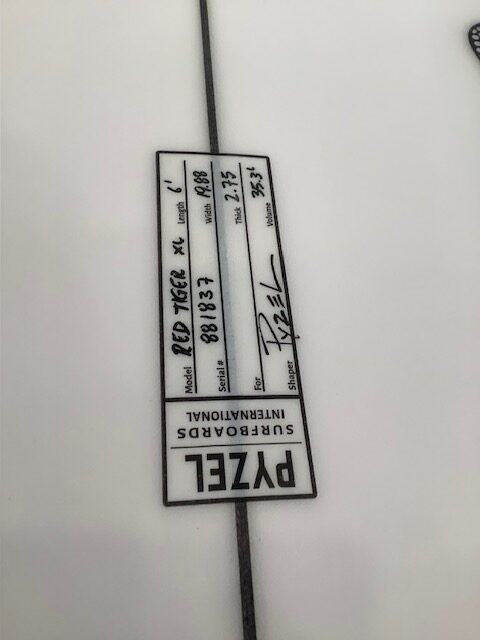 PYZEL
SURFBOARDS
INTERNATIONAL
Model RED TIGER XL Length 6'
Serial # 881837 Width 19.88
For Thick 2.75
Shaper PYZEL Volume 35.3L